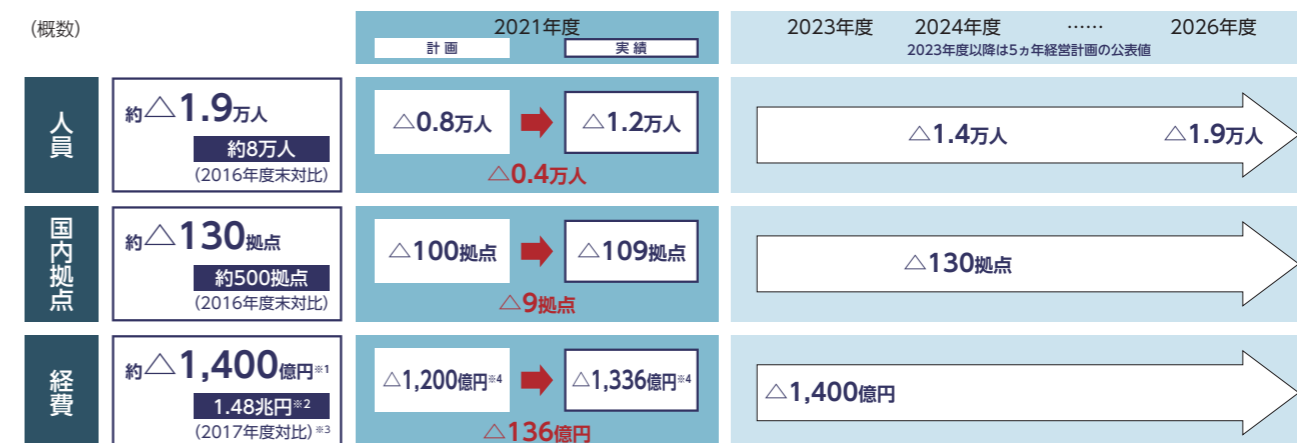 (概数)
2021年度
計 画
実 績
2023年度 2024年度 …… 2026年度
2023年度以降は5ヵ年経営計画の公表値
人員
約△1.9万人
約8万人
(2016年度末対比)
△0.8万人
△1.2万人
△0.4万人
△1.4万人
△1.9万人
国内拠点
約△130拠点
約500拠点
(2016年度末対比)
△100拠点
△109拠点
△9拠点
△130拠点
経費
約△1,400億円※1
1.48兆円※2
(2017年度対比)※3
△1,200億円※4
△1,336億円※4
△136億円
△1,400億円